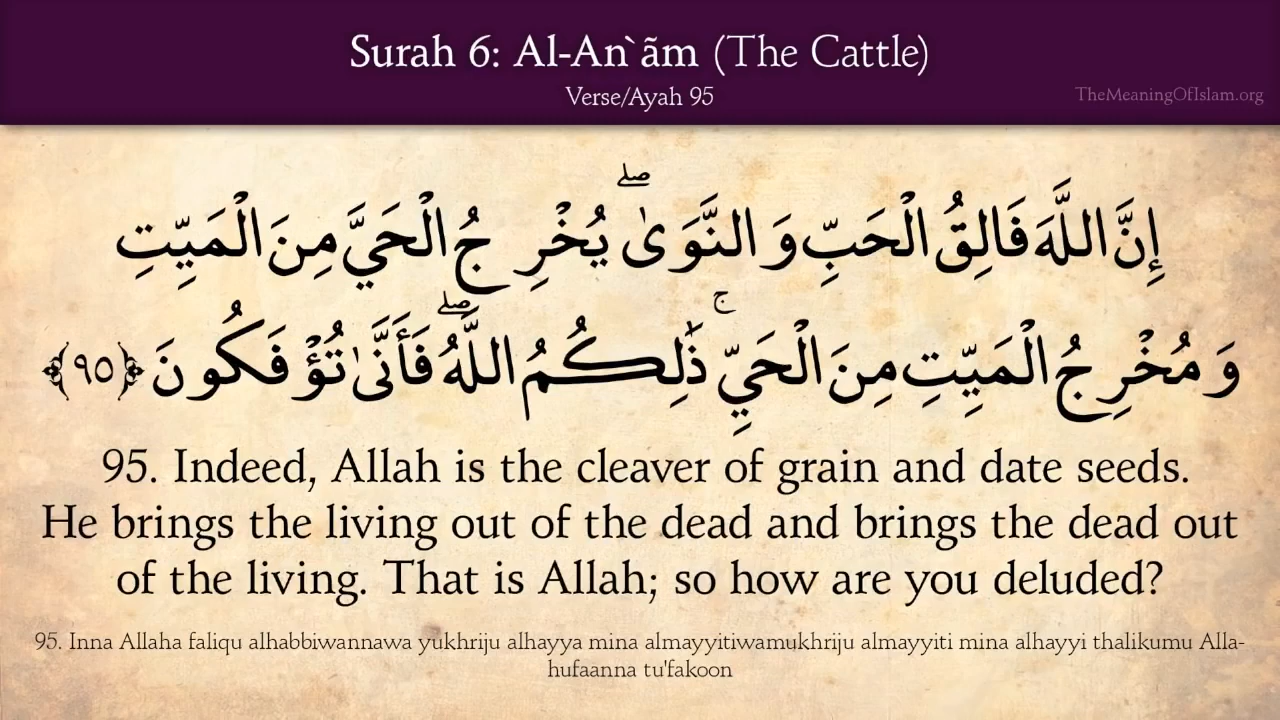 Surah 6: Al-An`ãm (The Cattle)
Verse/Ayah 95
TheMeaningOfIslam.org
إِنَّ اللَّهَ فَالِقُ الْحَبِّ وَالنَّوَىٰ ۖ يُخْرِجُ الْحَيَّ مِنَ الْمَيِّتِ
وَمُخْرِجُ الْمَيِّتِ مِنَ الْحَيِّ ۚ ذَٰلِكُمُ اللَّهُ ۖ فَأَنَّىٰ تُؤْفَكُونَ ﴿٩٥﴾
95. Indeed, Allah is the cleaver of grain and date seeds.
He brings the living out of the dead and brings the dead out
of the living. That is Allah; so how are you deluded?
95. Inna Allaha faliqu alhabbiwannawa yukhriju alhayya mina almayyitiwamukhriju almayyiti mina alhayyi thalikumu Alla-
hufaanna tu'fakoon